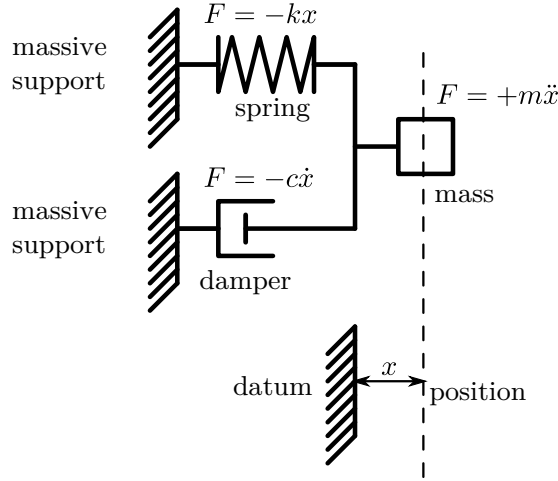 F = −kx
massive
support
spring
F = +mẍ
F = −cẋ
mass
massive
support
damper
x
datum
position